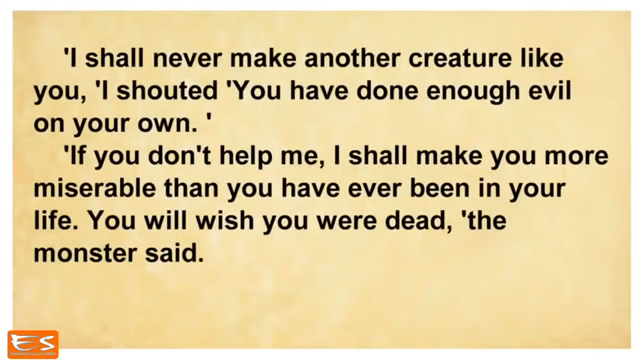 'I shall never make another creature like
you, 'I shouted 'You have done enough evil
on your own. '
'If you don't help me, I shall make you more
miserable than you have ever been in your
life. You will wish you were dead, 'the
monster said.
ES